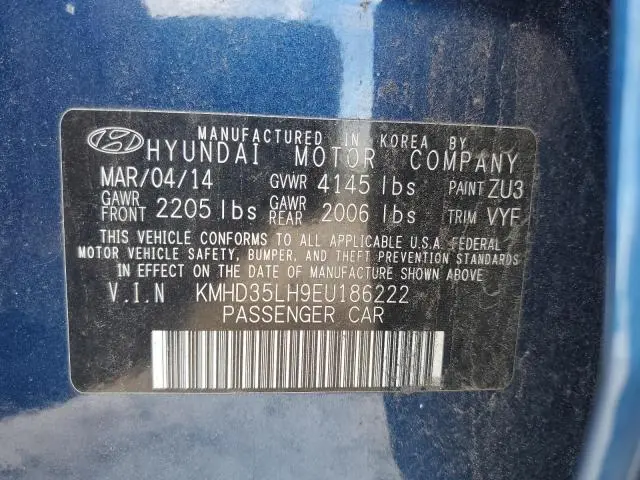 MANUFACTURED IN KOREA BY
HYUNDAI MOTOR COMPANY
MAR/04/14 GVWR 4145 lbs PAINT ZU3
GAWR FRONT 2205 lbs GAWR REAR 2006 lbs TRIM VYF
THIS VEHICLE CONFORMS TO ALL APPLICABLE U.S.A. FEDERAL
MOTOR VEHICLE SAFETY, BUMPER, AND THEFT PREVENTION STANDARDS
IN EFFECT ON THE DATE OF MANUFACTURE SHOWN ABOVE
V.I.N KMHD35LH9EU186222
PASSENGER CAR